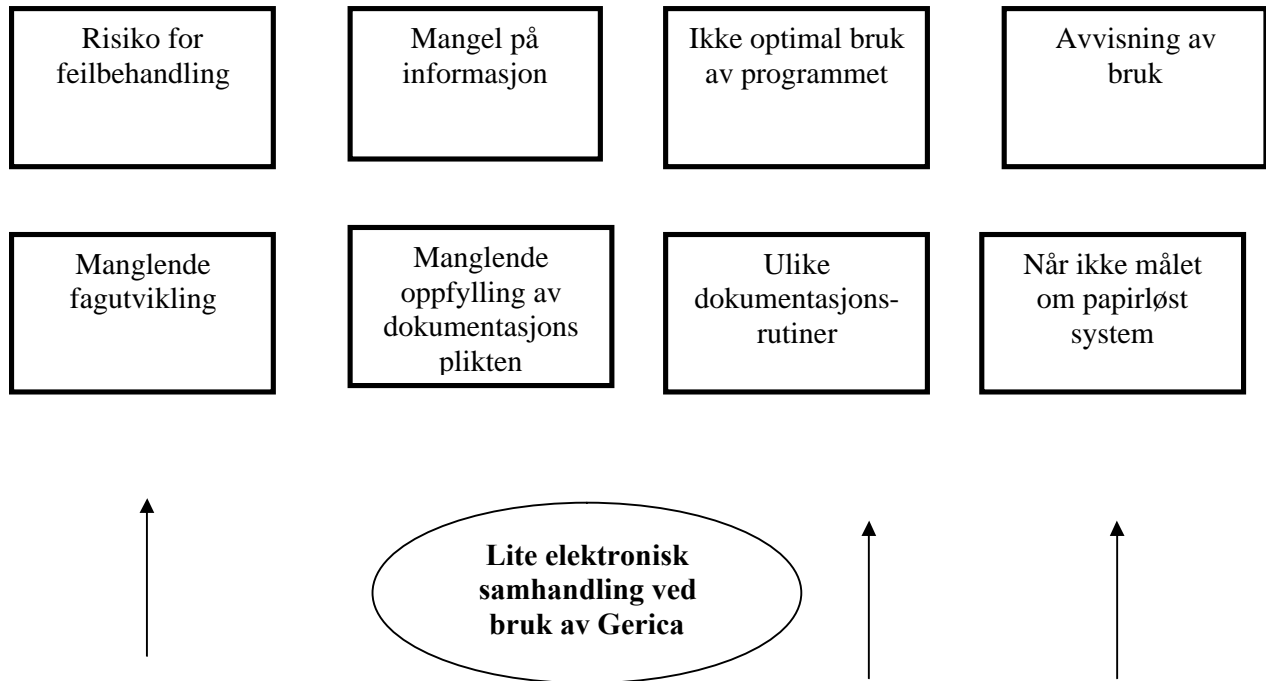 Risiko for
feilbehandling
Mangel på
informasjon
Ikke optimal bruk
av programmet
Avvisning av
bruk
Manglende
fagutvikling
Manglende
oppfylling av
dokumentasjons
plikten
Ulike
dokumentasjons-
rutiner
Når ikke målet
om papirløst
system
Lite elektronisk
samhandling ved
bruk av Gerica